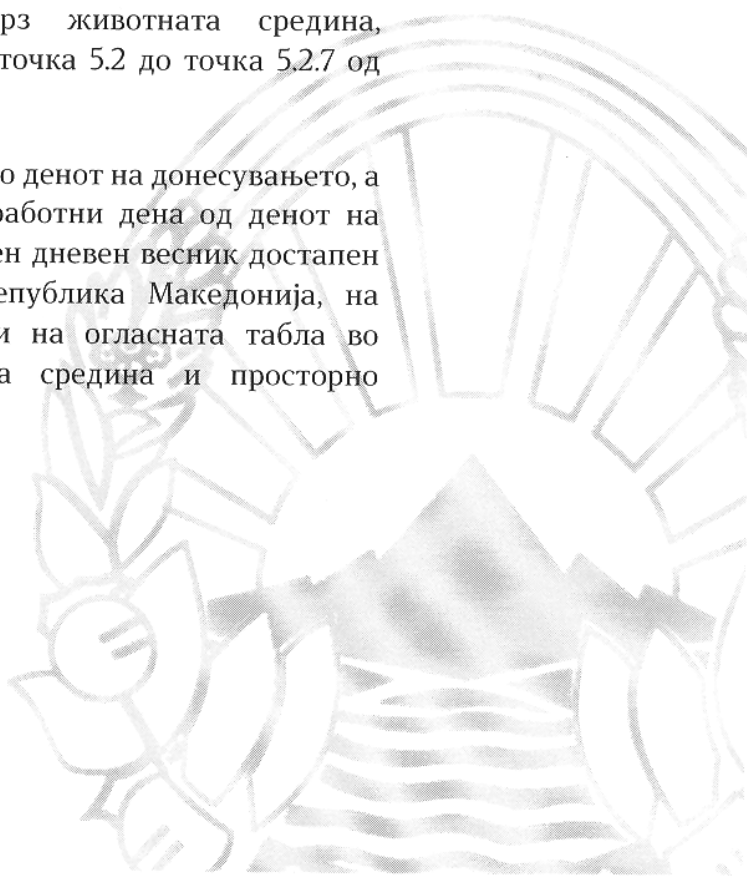 рз животната средина,
точка 5.2 до точка 5.2.7 од
о денот на донесувањето, а
работни дена од денот на
ен дневен весник достапен
епублика Македонија, на
и на огласната табла во
а средина и просторно